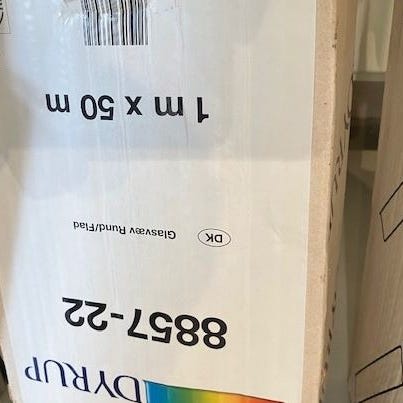 DYRUP
8857-22
DK Glasvæv Rund/Flad
1 m x 50 m